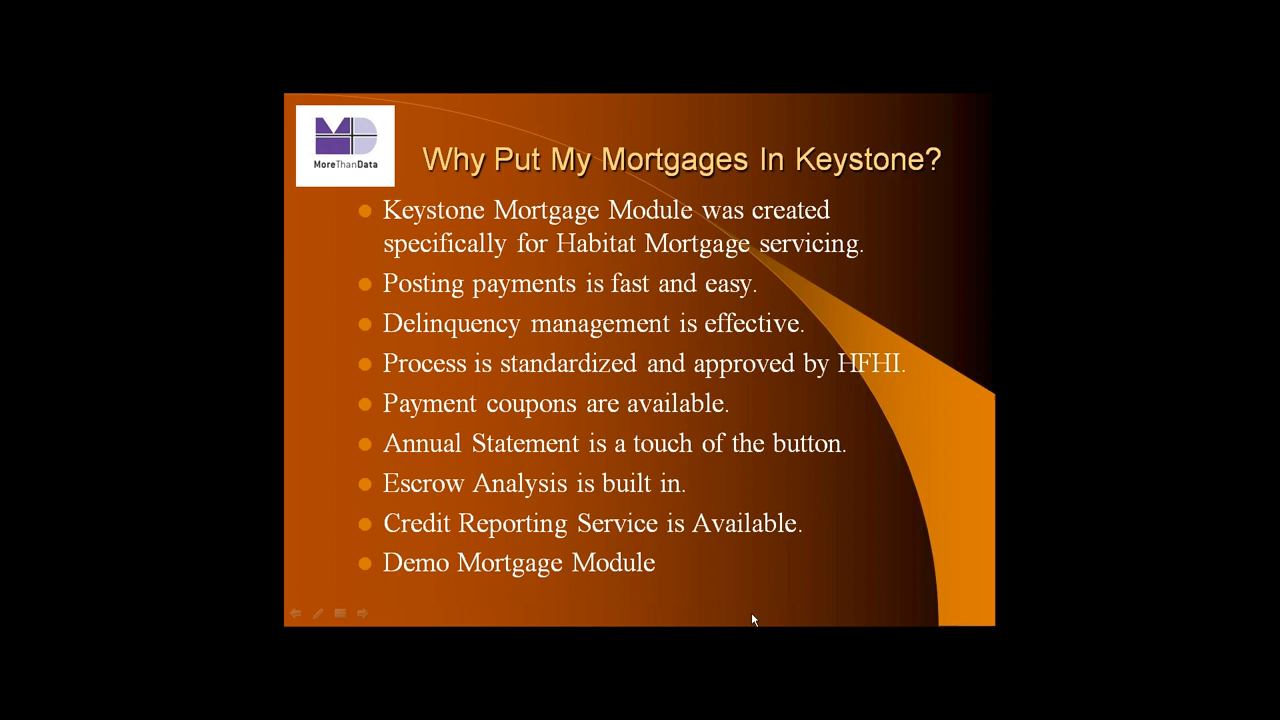 MoreThanData
Why Put My Mortgages In Keystone?
Keystone Mortgage Module was created
specifically for Habitat Mortgage servicing.
Posting payments is fast and easy.
Delinquency management is effective.
Process is standardized and approved by HFHI.
Payment coupons are available.
Annual Statement is a touch of the button.
Escrow Analysis is built in.
Credit Reporting Service is Available.
Demo Mortgage Module